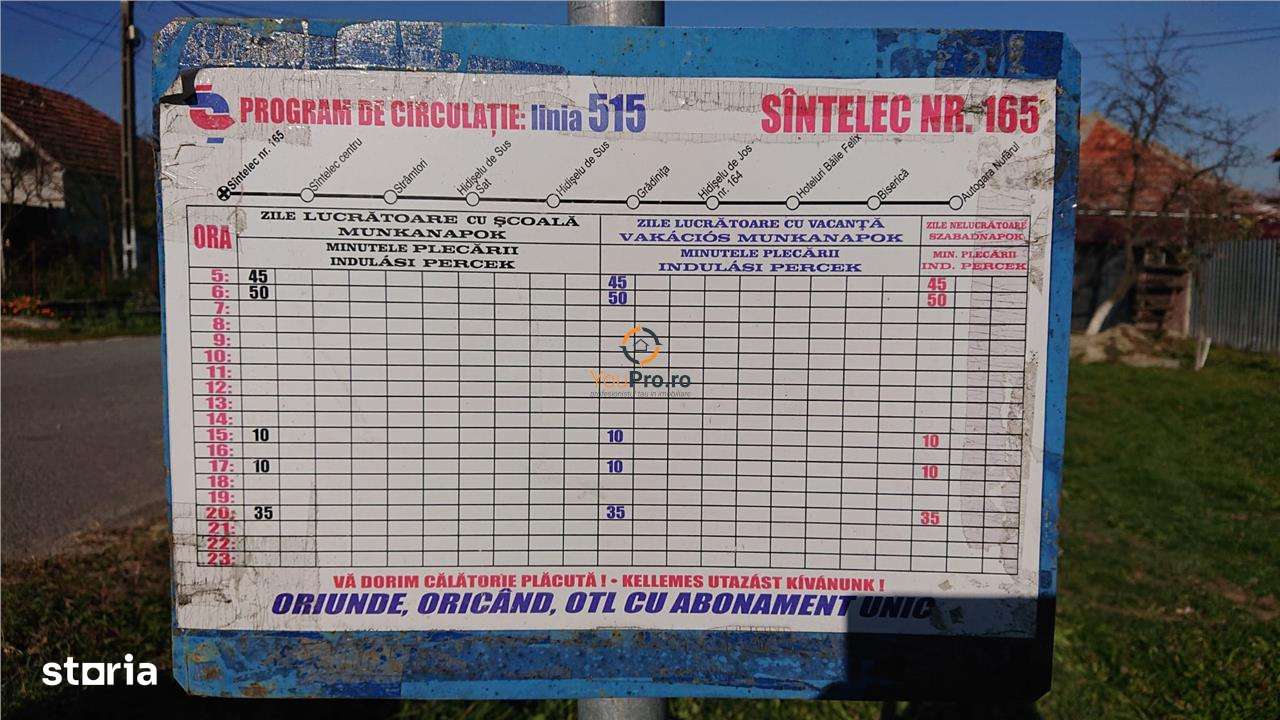 PROGRAM DE CIRCULAȚIE: linia 515 SÎNTELEC NR. 165
Sîntelec nr. 165
Sîntelec centru
Strâmtori
Hidișelu de Sus
Sat
Hidișelu de Sus
Grădinița
Hidișelu de Jos
nr. 164
Hoteluri Băile Felix
Biserică
Autogara Nufărul
ORA
ZILE LUCRĂTOARE CU ȘCOALĂ
MUNKANAPOK
MINUTELE PLECĂRII
INDULÁSI PERCEK
ZILE LUCRĂTOARE CU VACANȚĂ
VAKÁCIÓS MUNKANAPOK
MINUTELE PLECĂRII
INDULÁSI PERCEK
ZILE NELUCRĂTOARE
SZABADNAPOK
MIN. PLECĂRII
IND. PERCEK
5: 45 45 45
6: 50 50 50
7:
8:
9:
10:
11:
12:
13:
14:
15: 10 10 10
16:
17: 10 10 10
18:
19:
20: 35 35 35
21:
22:
23:
YouPro.ro
profesionistul tau in imobiliare
VĂ DORIM CĂLĂTORIE PLĂCUTĂ ! • KELLEMES UTAZÁST KÍVÁNUNK !
ORIUNDE, ORICÂND, OTL CU ABONAMENT UNIC
storia